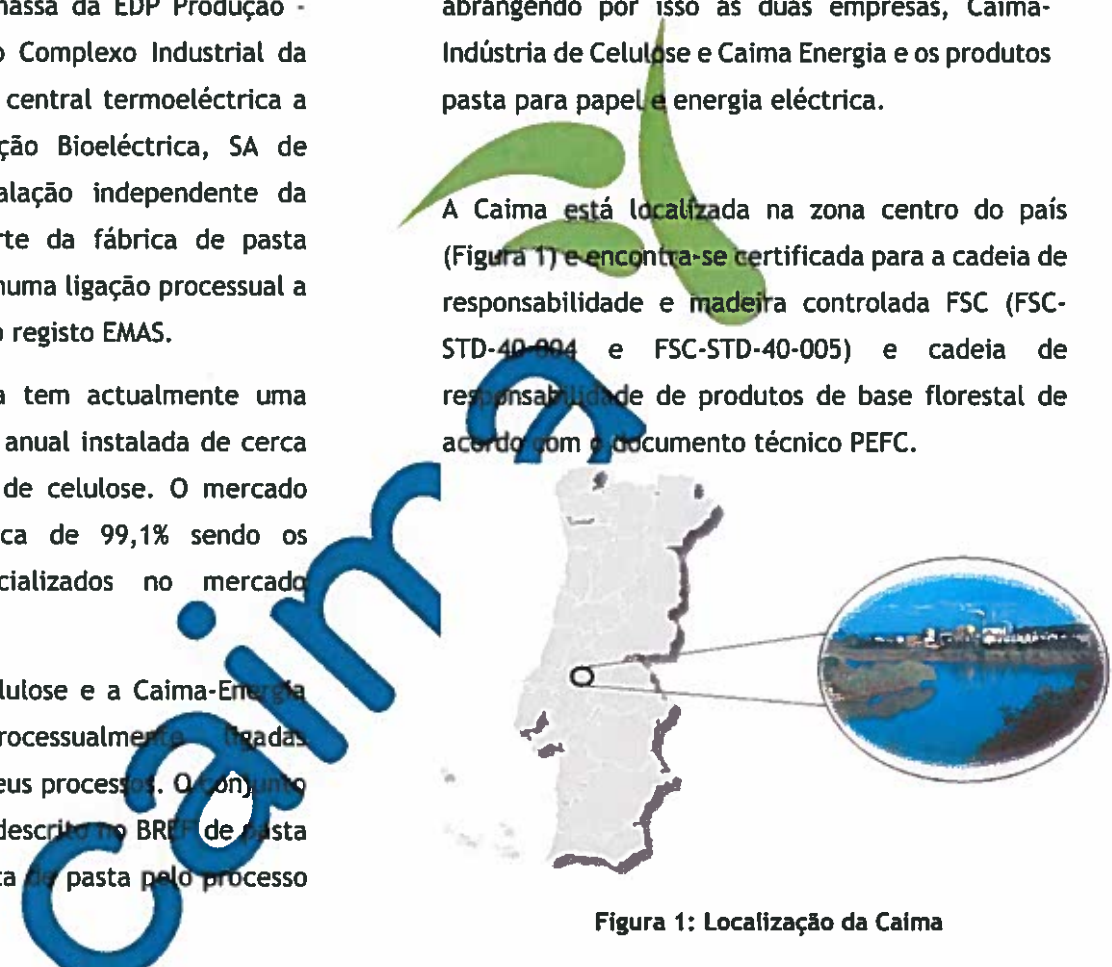 massa da EDP Produção -
o Complexo Industrial da
central termoeléctrica a
ção Bioeléctrica, SA de
alação independente da
rte da fábrica de pasta
numa ligação processual a
o registo EMAS.
a tem actualmente uma
anual instalada de cerca
de celulose. O mercado
ca de 99,1% sendo os
cializados no mercado
lulose e a Caima-Energia
rocessualmente ligadas
eus processos. O conjunto
descrito no BREF de pasta
ca de pasta pelo processo
abrangendo por isso as duas empresas, Caima-
Indústria de Celulose e Caima Energia e os produtos
pasta para papel e energia eléctrica.
A Caima está localizada na zona centro do país
(Figura 1) e encontra-se certificada para a cadeia de
responsabilidade e madeira controlada FSC (FSC-
STD-40-004 e FSC-STD-40-005) e cadeia de
responsabilidade de produtos de base florestal de
acordo com o documento técnico PEFC.
Figura 1: Localização da Caima
caima